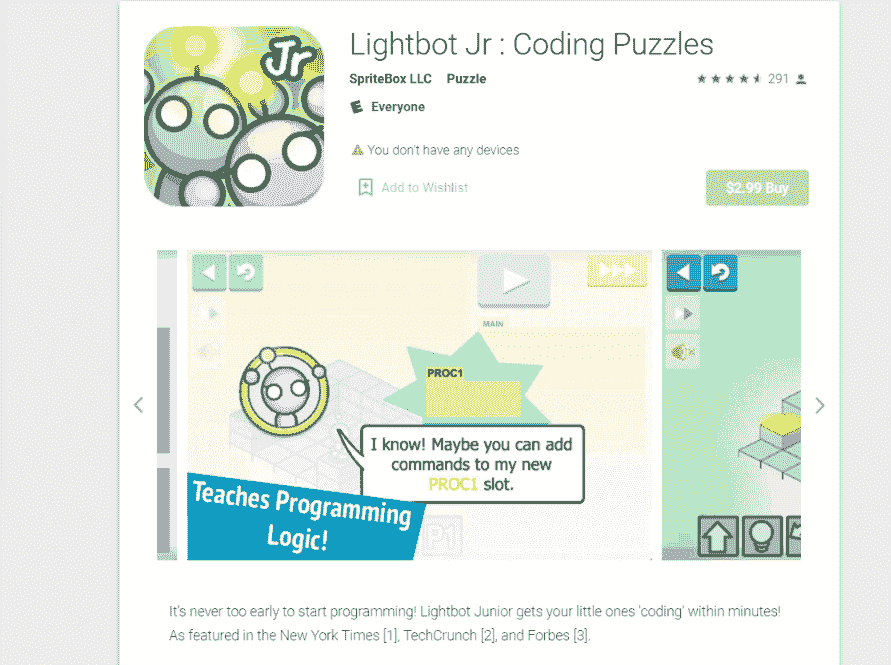 Jr
Lightbot Jr : Coding Puzzles
SpriteBox LLC Puzzle
291
E Everyone
You don't have any devices
Add to Wishlist
$2.99 Buy
MAIN
PROC1
I know! Maybe you can add
commands to my new
PROC1 slot.
Teaches Programming
Logic!
P1
It's never too early to start programming! Lightbot Junior gets your little ones 'coding' within minutes!
As featured in the New York Times [1], TechCrunch [2], and Forbes [3].